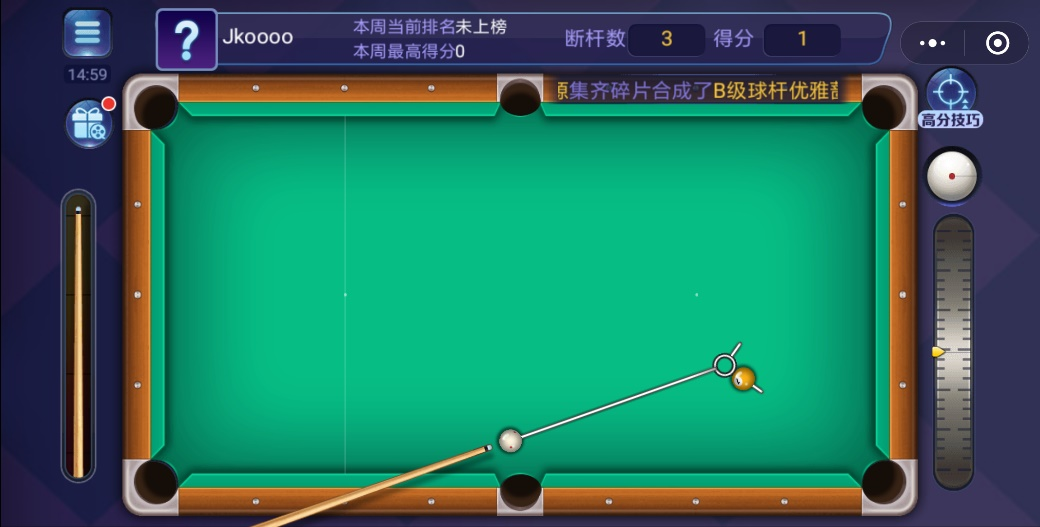 Jkoooo
本周当前排名未上榜
本周最高得分0
断杆数 3 得分 1
14:59
集齐碎片合成了B级球杆优雅
高分技巧